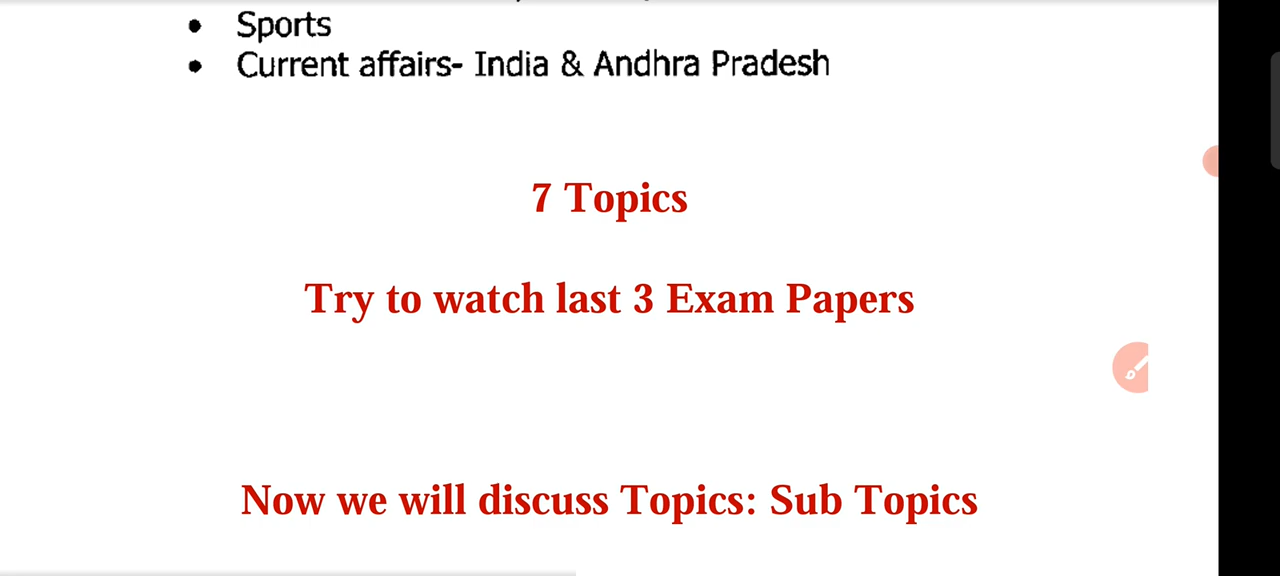 • Sports
• Current affairs- India & Andhra Pradesh
7 Topics
Try to watch last 3 Exam Papers
Now we will discuss Topics: Sub Topics